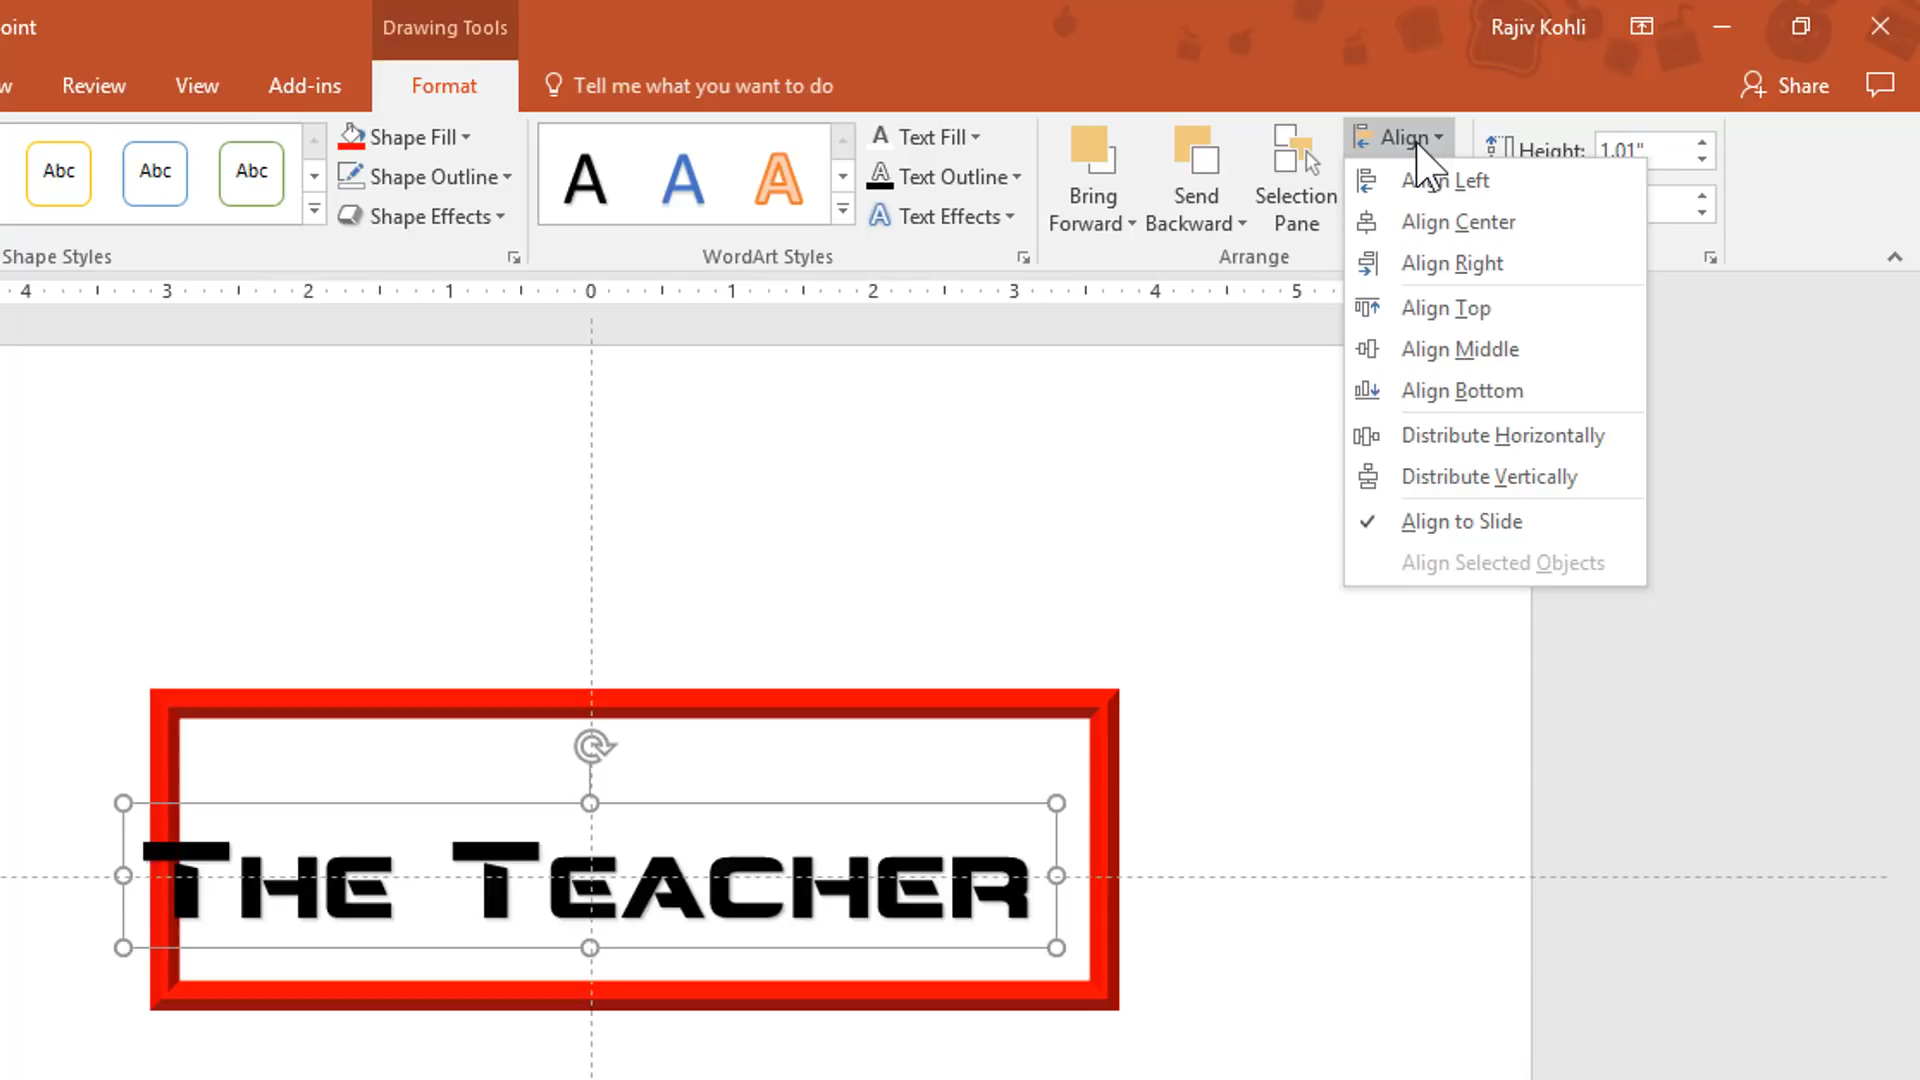 oint
Drawing Tools
Rajiv Kohli
w
Review
View
Add-ins
Format
Tell me what you want to do
Share
Abc
Abc
Abc
Shape Fill
Shape Outline
Shape Effects
Shape Styles
A
A
A
Text Fill
Text Outline
Text Effects
WordArt Styles
Bring
Forward
Send
Backward
Selection
Pane
Arrange
Align
Height: 1.01"
Align Left
Align Center
Align Right
Align Top
Align Middle
Align Bottom
Distribute Horizontally
Distribute Vertically
Align to Slide
Align Selected Objects
4 3 2 1 0 1 2 3 4 5
The Teacher